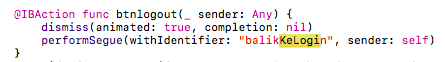 @IBAction func btnlogout(_ sender: Any) {
    dismiss(animated: true, completion: nil)
    performSegue(withIdentifier: "balikKeLogin", sender: self)
}